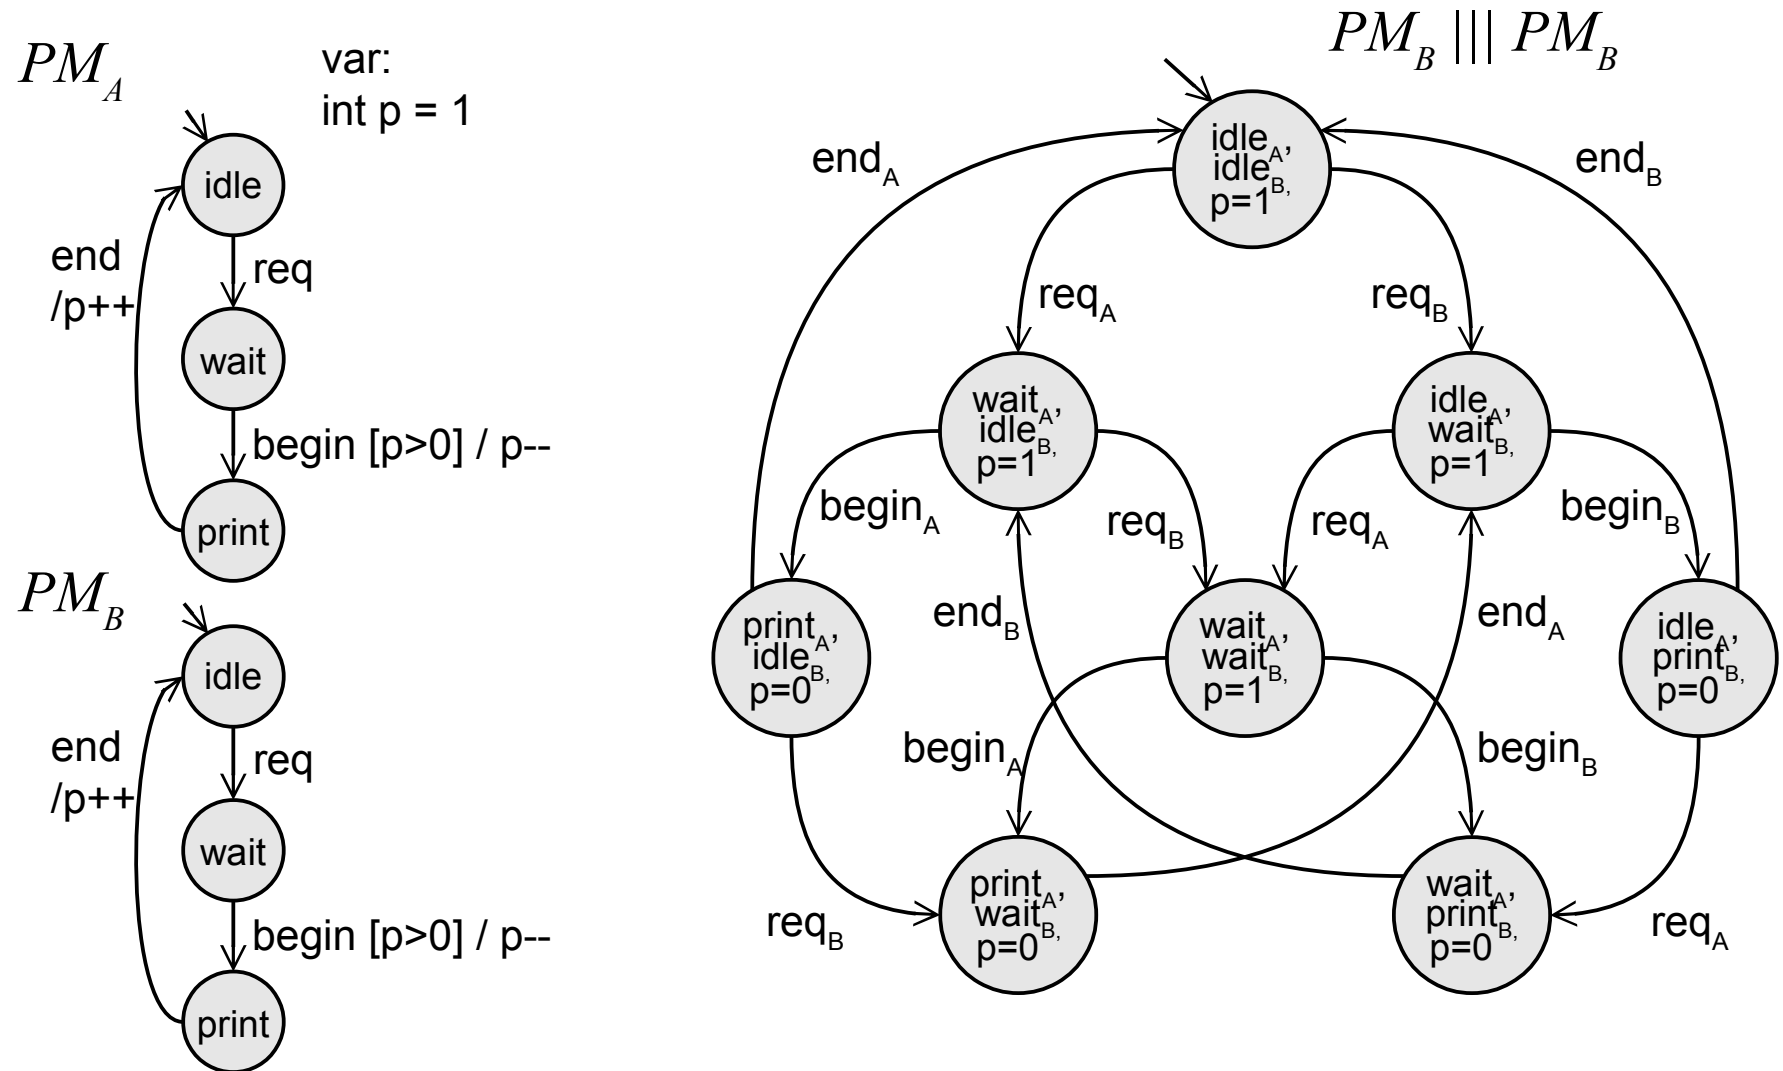 PM_A
var:
int p = 1
idle
end
/p++
req
wait
begin [p>0] / p--
print
PM_B
idle
end
/p++
req
wait
begin [p>0] / p--
print
PM_B ||| PM_B
idle_A,
idle_B,
p=1
end_A
end_B
req_A
req_B
wait_A,
idle_B,
p=1
idle_A,
wait_B,
p=1
begin_A
req_B
req_A
begin_B
print_A,
idle_B,
p=0
end_B
wait_A,
wait_B,
p=1
end_A
idle_A,
print_B,
p=0
begin_A
begin_B
print_A,
wait_B,
p=0
wait_A,
print_B,
p=0
req_B
req_A